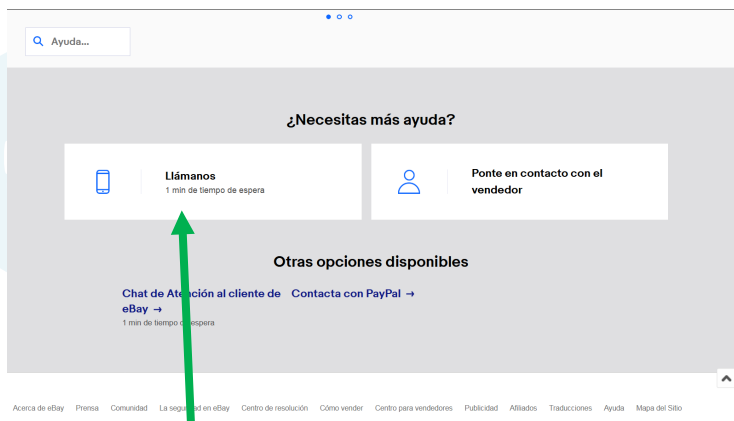 Ayuda...
¿Necesitas más ayuda?
Llámanos
1 min de tiempo de espera
Ponte en contacto con el
vendedor
Otras opciones disponibles
Chat de Atención al cliente de
eBay →
1 min de tiempo de espera
Contacta con PayPal →
Acerca de eBay Prensa Comunidad La seguridad en eBay Centro de resolución Cómo vender Centro para vendedores Publicidad Afiliados Traducciones Ayuda Mapa del Sitio